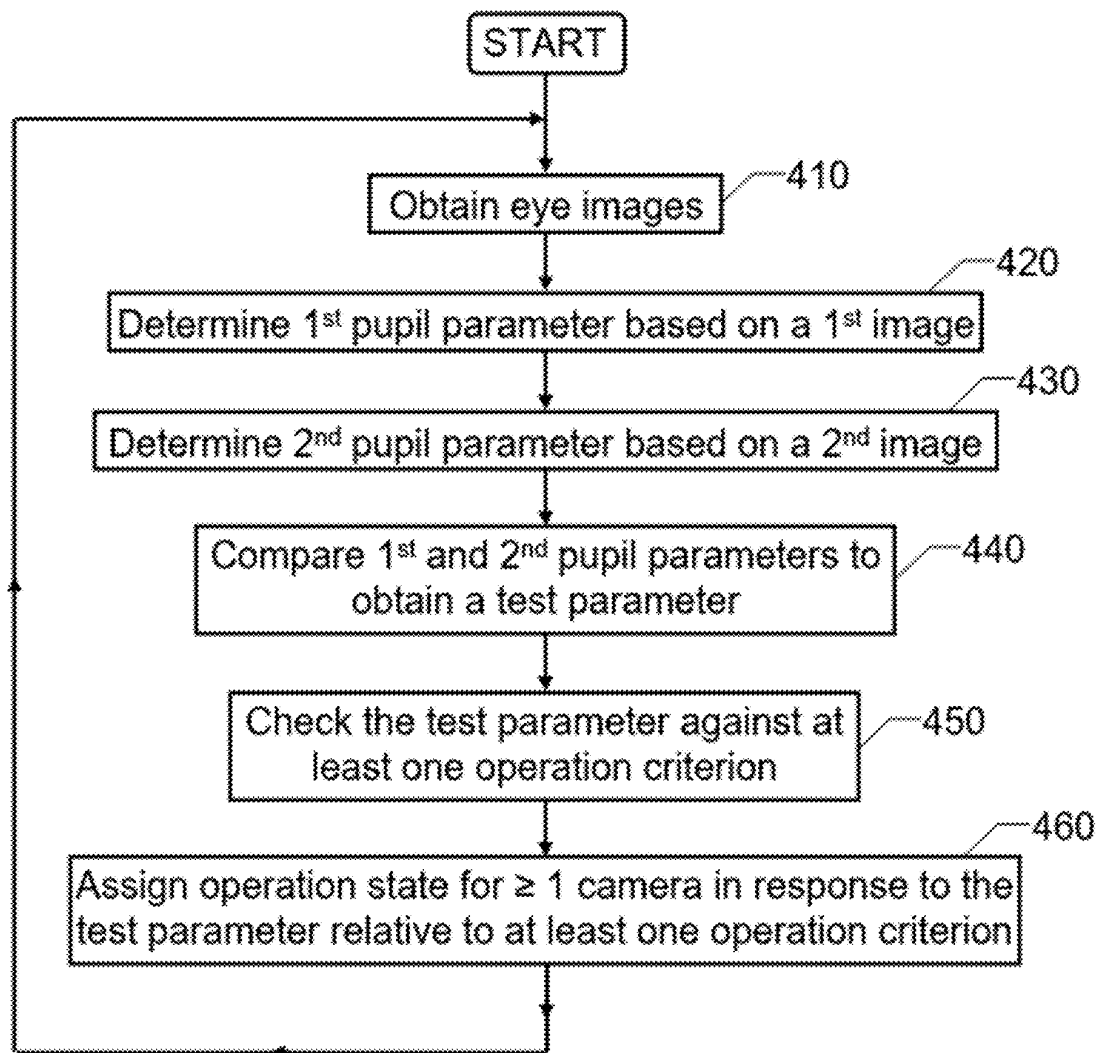 START
410
Obtain eye images
420
Determine 1st pupil parameter based on a 1st image
430
Determine 2nd pupil parameter based on a 2nd image
440
Compare 1st and 2nd pupil parameters to
obtain a test parameter
450
Check the test parameter against at
least one operation criterion
460
Assign operation state for ≥ 1 camera in response to the
test parameter relative to at least one operation criterion